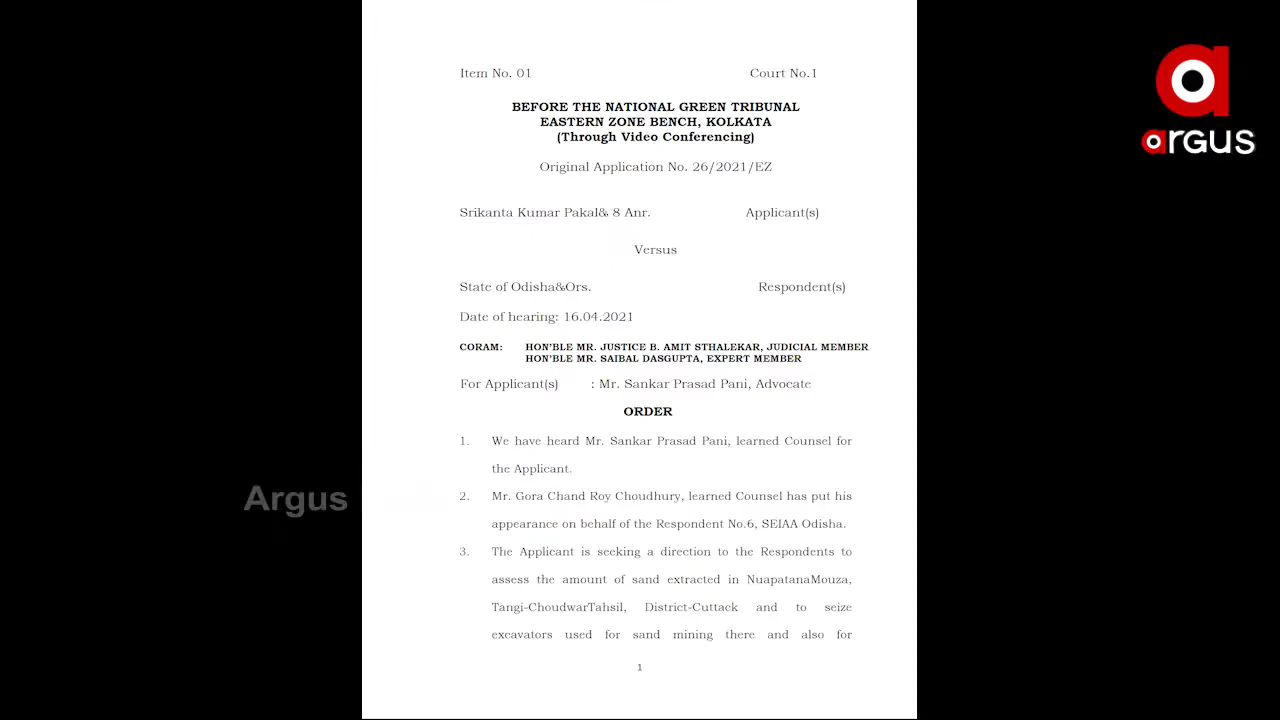 Item No. 01 Court No.1
BEFORE THE NATIONAL GREEN TRIBUNAL
EASTERN ZONE BENCH, KOLKATA
(Through Video Conferencing)
Original Application No. 26/2021/EZ
Srikanta Kumar Pakal& 8 Anr. Applicant(s)
Versus
State of Odisha&Ors. Respondent(s)
Date of hearing: 16.04.2021
CORAM: HON'BLE MR. JUSTICE B. AMIT STHALEKAR, JUDICIAL MEMBER
HON'BLE MR. SAIBAL DASGUPTA, EXPERT MEMBER
For Applicant(s) : Mr. Sankar Prasad Pani, Advocate
ORDER
1. We have heard Mr. Sankar Prasad Pani, learned Counsel for
the Applicant.
2. Mr. Gora Chand Roy Choudhury, learned Counsel has put his
appearance on behalf of the Respondent No.6, SEIAA Odisha.
3. The Applicant is seeking a direction to the Respondents to
assess the amount of sand extracted in NuapatanaMouza,
Tangi-ChoudwarTahsil, District-Cuttack and to seize
excavators used for sand mining there and also for
1
argus
Argus